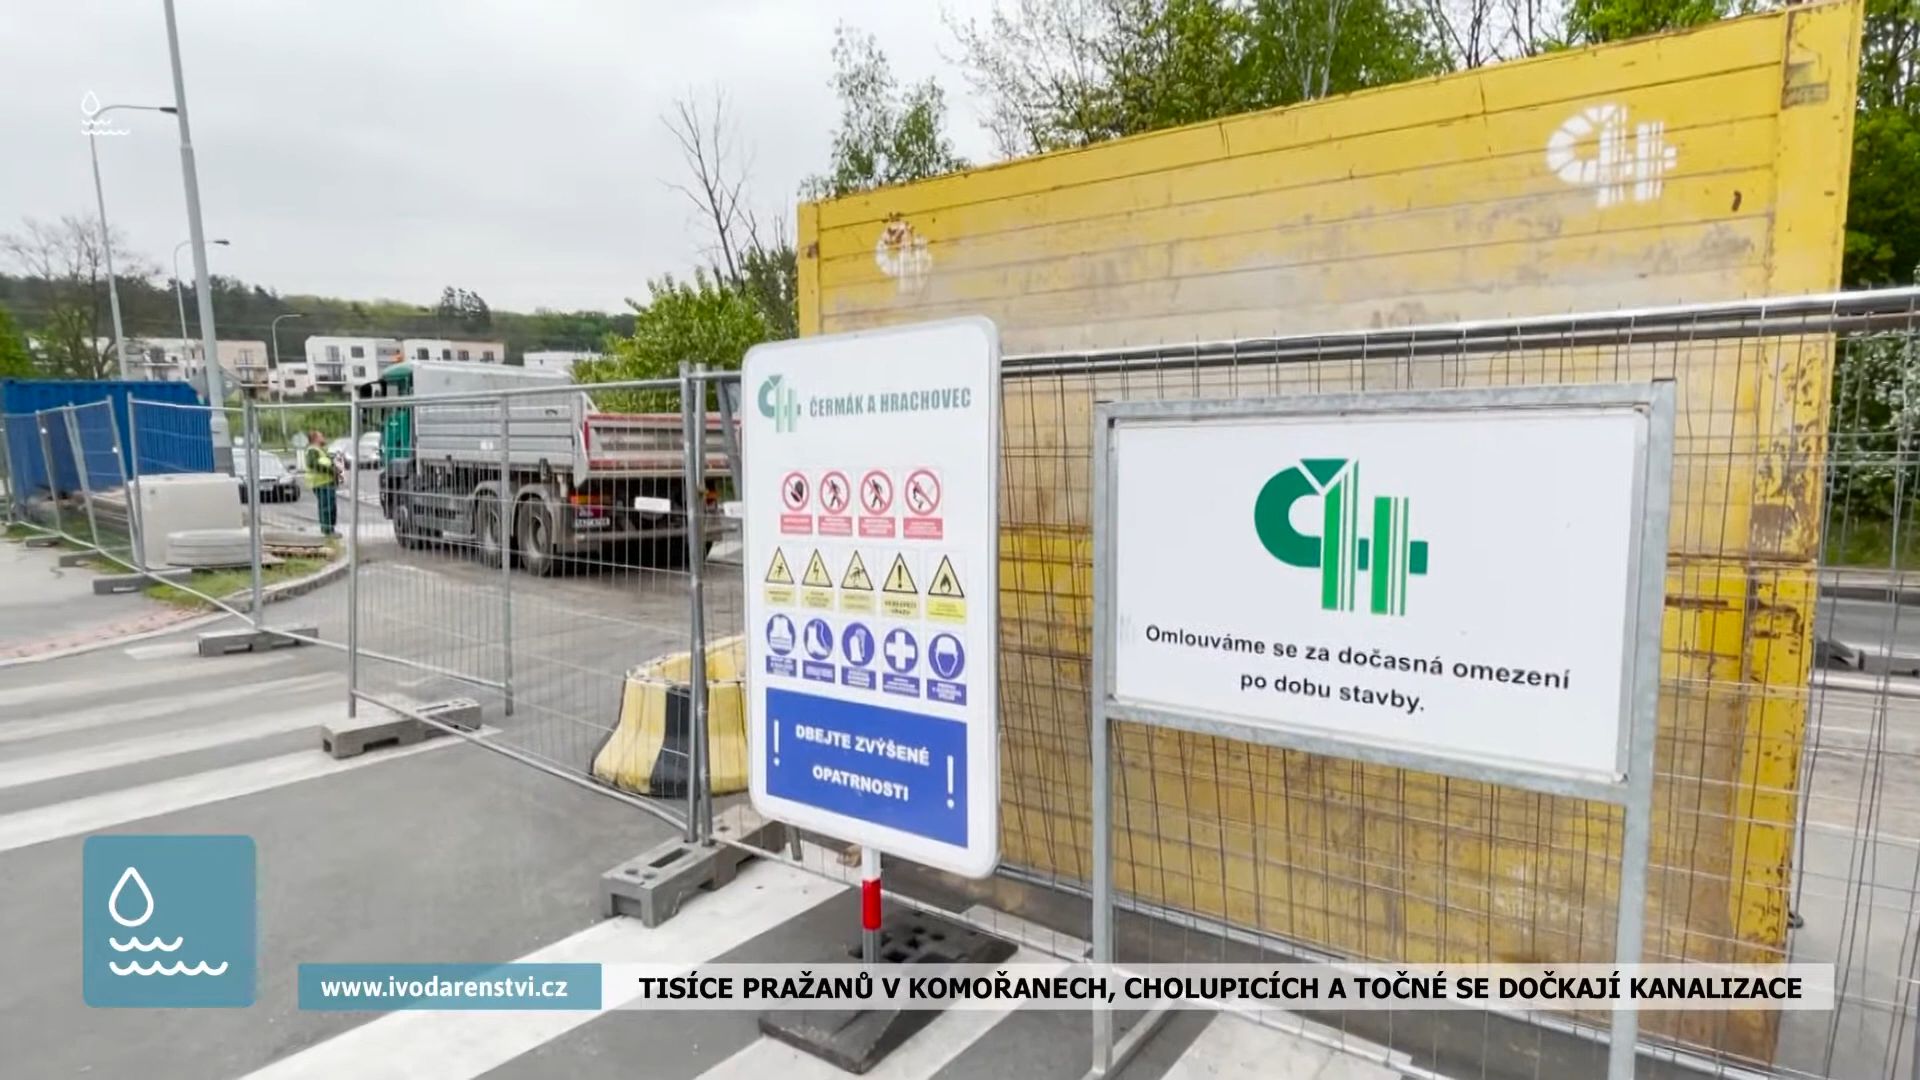 ČERMÁK A HRACHOVEC
DBEJTE ZVÝŠENÉ
OPATRNOSTI
Omlouváme se za dočasná omezení
po dobu stavby.
www.ivodarenstvi.cz
TISÍCE PRAŽANŮ V KOMOŘANECH, CHOLUPICÍCH A TOČNÉ SE DOČKAJÍ KANALIZACE